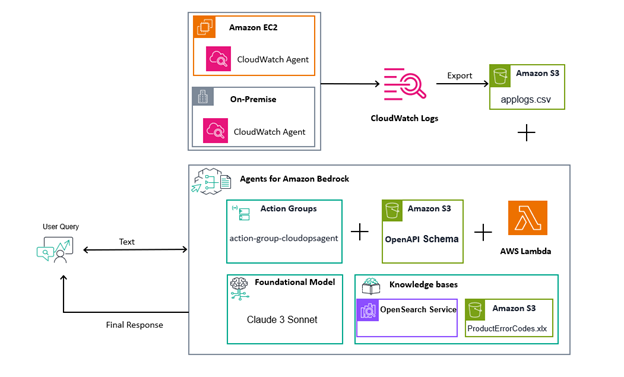 Amazon EC2
CloudWatch Agent
On-Premise
CloudWatch Agent
CloudWatch Logs
Export
Amazon S3
applogs.csv
Agents for Amazon Bedrock
User Query
Text
Final Response
Action Groups
action-group-cloudopsagent
Amazon S3
OpenAPI Schema
AWS Lambda
Foundational Model
Claude 3 Sonnet
Knowledge bases
OpenSearch Service
Amazon S3
ProductErrorCodes.xlx